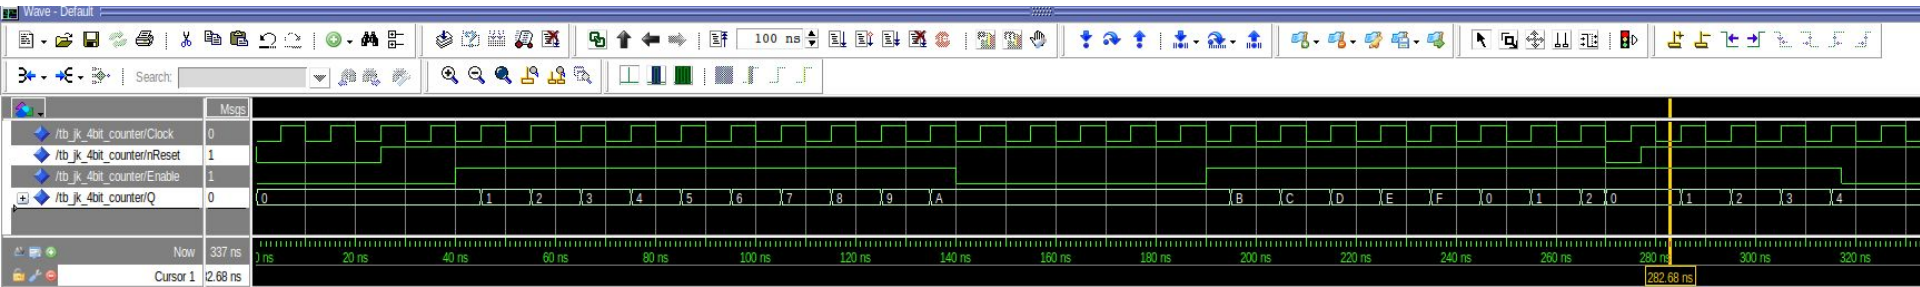 Wave - Default
100 ns
Search:
Msgs
/tb_jk_4bit_counter/Clock 0
/tb_jk_4bit_counter/nReset 1
/tb_jk_4bit_counter/Enable 1
/tb_jk_4bit_counter/Q 0 0 1 2 3 4 5 6 7 8 9 A B C D E F 0 1 2 0 1 2 3 4
Now 337 ns ns 20 ns 40 ns 60 ns 80 ns 100 ns 120 ns 140 ns 160 ns 180 ns 200 ns 220 ns 240 ns 260 ns 280 ns 300 ns 320 ns
Cursor 1 2.68 ns 282.68 ns